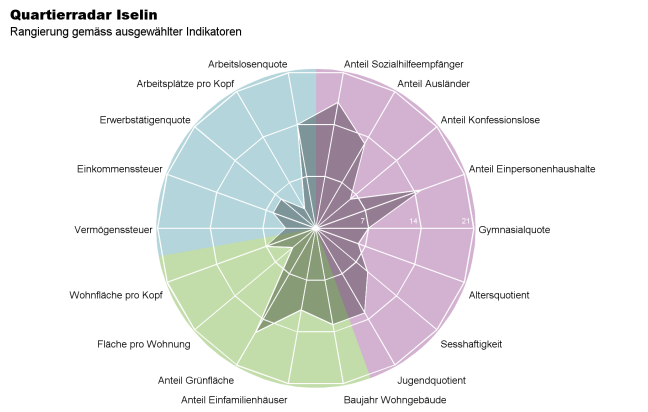 Quartierradar Iselin
Rangierung gemäss ausgewählter Indikatoren
Arbeitslosenquote
Anteil Sozialhilfeempfänger
Arbeitsplätze pro Kopf
Anteil Ausländer
Erwerbstätigenquote
Anteil Konfessionslose
Einkommenssteuer
Anteil Einpersonenhaushalte
7 14 21
Vermögenssteuer
Gymnasialquote
Wohnfläche pro Kopf
Altersquotient
Fläche pro Wohnung
Sesshaftigkeit
Anteil Grünfläche
Jugendquotient
Anteil Einfamilienhäuser
Baujahr Wohngebäude